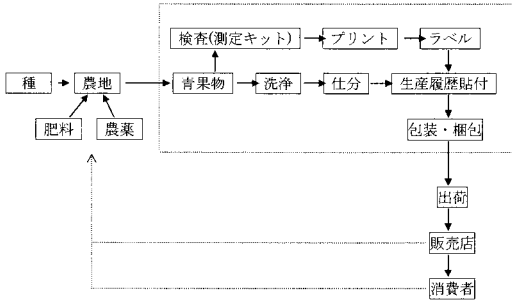 検査(測定キット)
プリント
ラベル
種
農地
青果物
洗浄
仕分
生産履歴貼付
肥料
農薬
包装・梱包
出荷
販売店
消費者